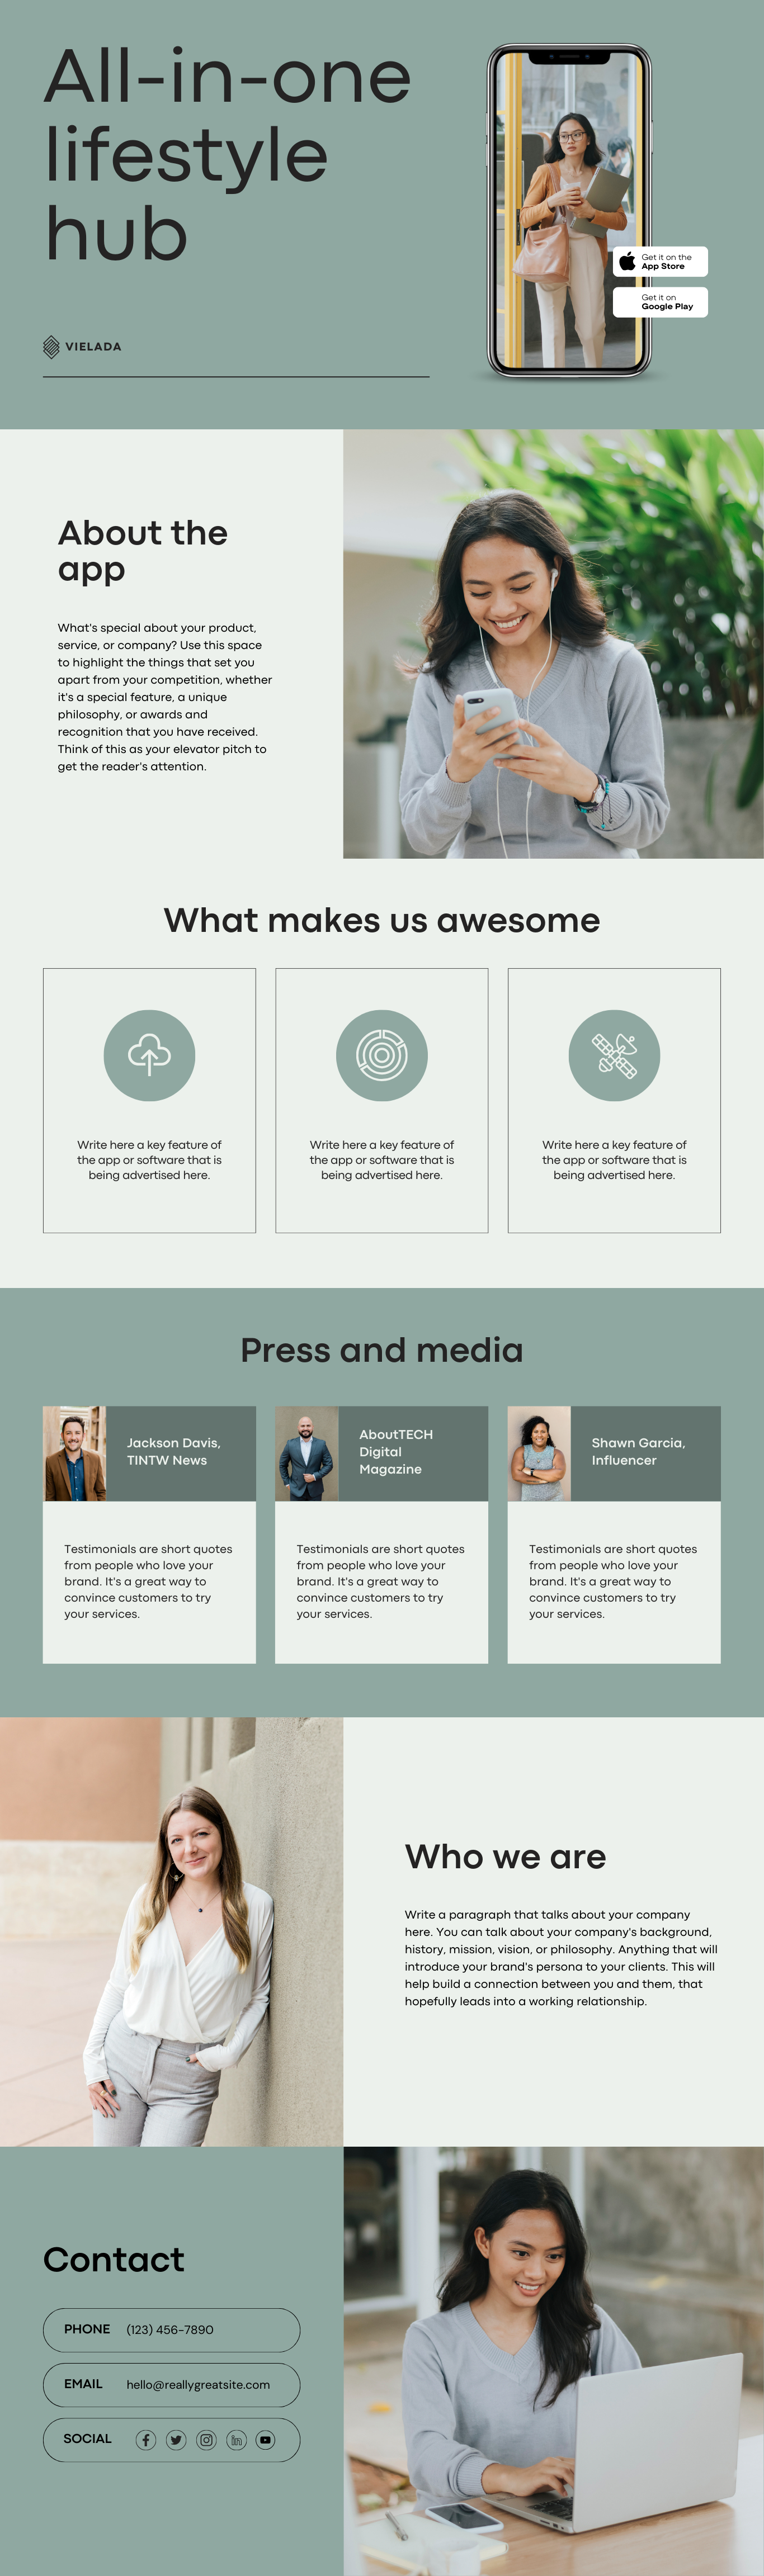 All-in-one
lifestyle
hub
VIELADA
Get it on the
App Store
Get it on
Google Play
About the
app
What's special about your product,
service, or company? Use this space
to highlight the things that set you
apart from your competition, whether
it's a special feature, a unique
philosophy, or awards and
recognition that you have received.
Think of this as your elevator pitch to
get the reader's attention.
What makes us awesome
Write here a key feature of
the app or software that is
being advertised here.
Write here a key feature of
the app or software that is
being advertised here.
Write here a key feature of
the app or software that is
being advertised here.
Press and media
Jackson Davis,
TINTW News
Testimonials are short quotes
from people who love your
brand. It's a great way to
convince customers to try
your services.
AboutTECH
Digital
Magazine
Testimonials are short quotes
from people who love your
brand. It's a great way to
convince customers to try
your services.
Shawn Garcia,
Influencer
Testimonials are short quotes
from people who love your
brand. It's a great way to
convince customers to try
your services.
Who we are
Write a paragraph that talks about your company
here. You can talk about your company's background,
history, mission, vision, or philosophy. Anything that will
introduce your brand's persona to your clients. This will
help build a connection between you and them, that
hopefully leads into a working relationship.
Contact
PHONE (123) 456-7890
EMAIL hello@reallygreatsite.com
SOCIAL